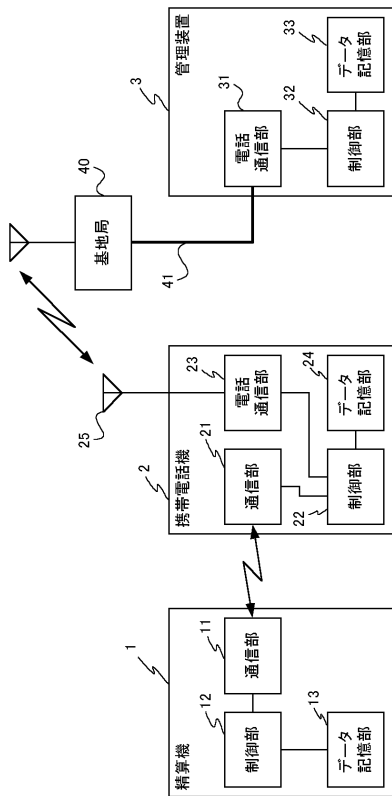 精算機
1
制御部
12
通信部
11
データ
記憶部
13
携帯電話機
2
通信部
21
電話
通信部
23
制御部
22
データ
記憶部
24
25
基地局
40
41
管理装置
3
電話
通信部
31
制御部
32
データ
記憶部
33